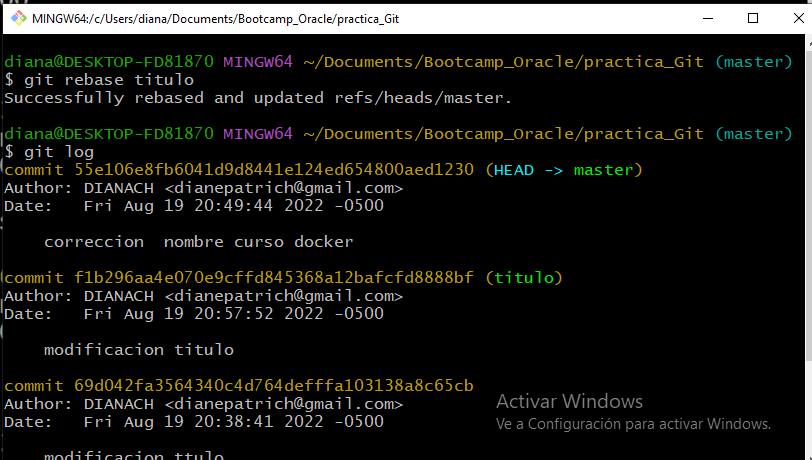 MINGW64:/c/Users/diana/Documents/Bootcamp_Oracle/practica_Git
diana@DESKTOP-FD81870 MINGW64 ~/Documents/Bootcamp_Oracle/practica_Git (master)
$ git rebase titulo
Successfully rebased and updated refs/heads/master.
diana@DESKTOP-FD81870 MINGW64 ~/Documents/Bootcamp_Oracle/practica_Git (master)
$ git log
commit 55e106e8fb6041d9d8441e124ed654800aed1230 (HEAD -> master)
Author: DIANACH <dianepatrich@gmail.com>
Date:   Fri Aug 19 20:49:44 2022 -0500
correccion  nombre curso docker
commit f1b296aa4e070e9cffd845368a12bafcfd8888bf (titulo)
Author: DIANACH <dianepatrich@gmail.com>
Date:   Fri Aug 19 20:57:52 2022 -0500
modificacion titulo
commit 69d042fa3564340c4d764defffa103138a8c65cb
Author: DIANACH <dianepatrich@gmail.com>
Date:   Fri Aug 19 20:38:41 2022 -0500
modificacion ttulo
Activar Windows
Ve a Configuración para activar Windows.